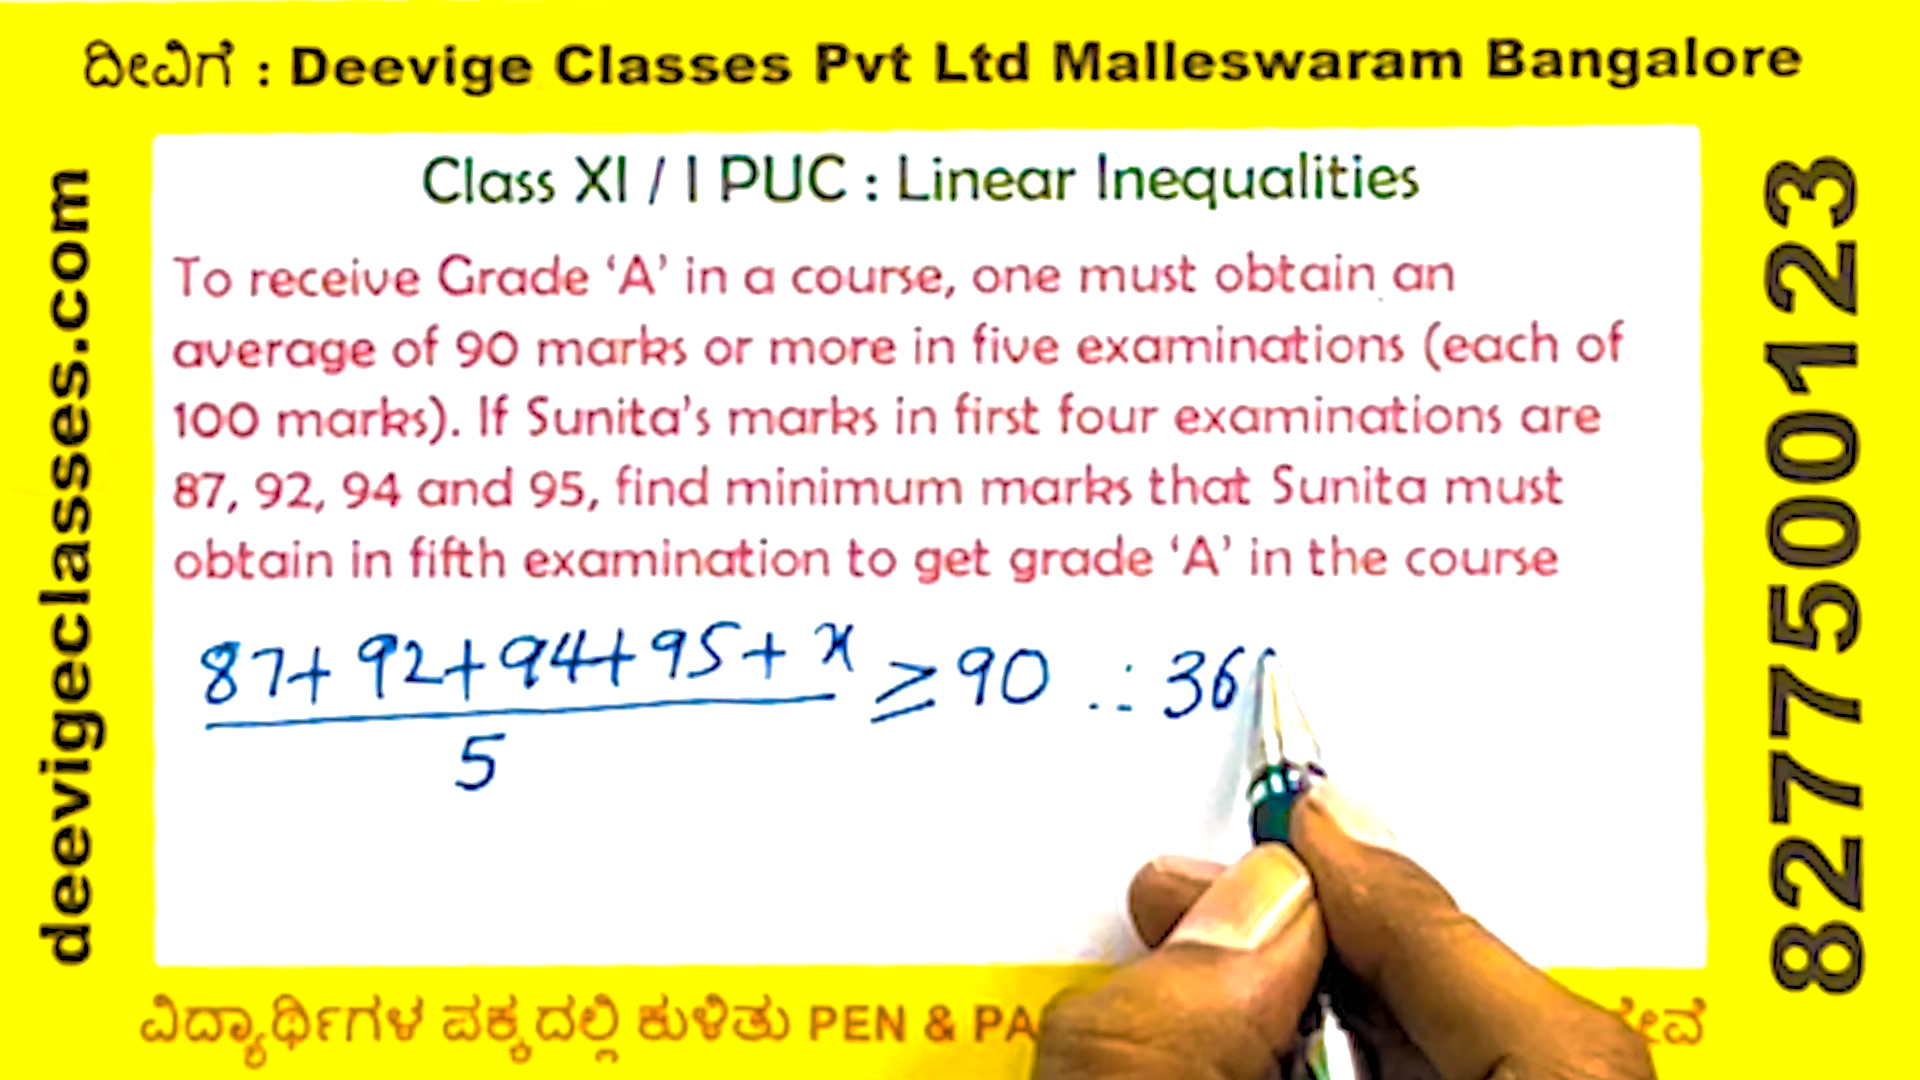 ದೀವಿಗೆ : Deevige Classes Pvt Ltd Malleswaram Bangalore
deevigeclasses.com
Class XI / I PUC : Linear Inequalities
To receive Grade ‘A’ in a course, one must obtain an
average of 90 marks or more in five examinations (each of
100 marks). If Sunita’s marks in first four examinations are
87, 92, 94 and 95, find minimum marks that Sunita must
obtain in fifth examination to get grade ‘A’ in the course
87+92+94+95+x
5
≥ 90 ∴ 36
8277500123
ವಿದ್ಯಾರ್ಥಿಗಳ ಪಕ್ಕದಲ್ಲಿ ಕುಳಿತು PEN &